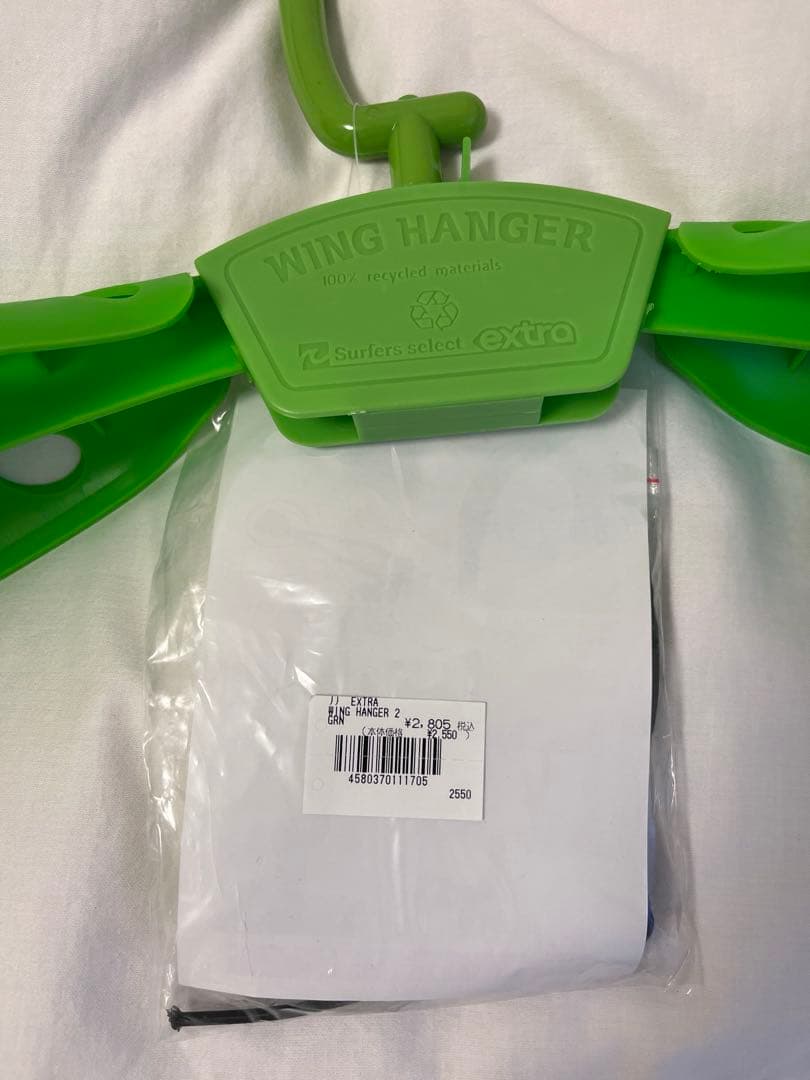 WING HANGER
100% recycled materials
Surfers select extra
)) EXTRA
WING HANGER 2
GRN ¥2,805 税込
(本体価格 ¥2,550 )
4580370111705
2550